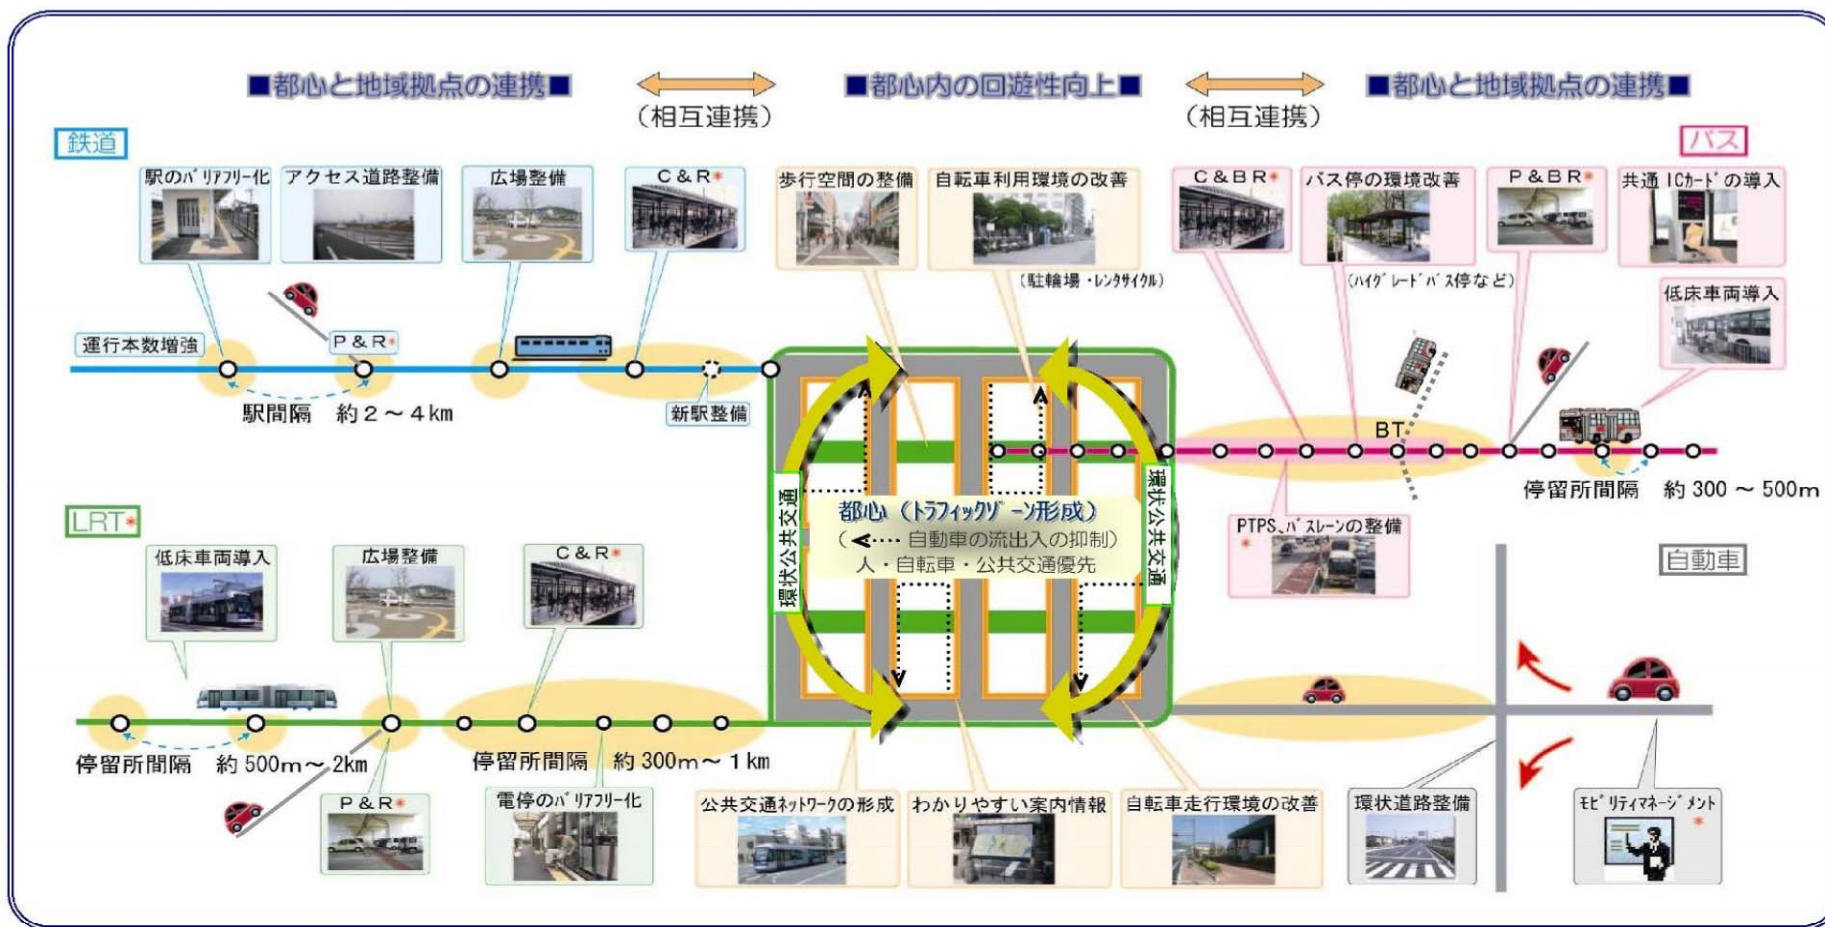 ■都心と地域拠点の連携■
(相互連携)
■都心内の回遊性向上■
(相互連携)
■都心と地域拠点の連携■
鉄道
駅のバリアフリー化
アクセス道路整備
広場整備
C&R*
歩行空間の整備
自転車利用環境の改善
(駐輪場・レンタサイクル)
バス
C&BR*
バス停の環境改善
(ハイグレードバス停など)
P&BR*
共通ICカードの導入
低床車両導入
運行本数増強
P&R*
駅間隔 約2~4km
新駅整備
BT
停留所間隔 約300~500m
PTPS、バスレーンの整備
*
環状公共交通
環状公共交通
都心(トラフィックゾーン形成)
(<····自動車の流出入の抑制)
人・自転車・公共交通優先
LRT*
低床車両導入
広場整備
C&R*
停留所間隔 約500m~2km
停留所間隔 約300m~1km
P&R*
電停のバリアフリー化
公共交通ネットワークの形成
わかりやすい案内情報
自転車走行環境の改善
自動車
環状道路整備
モビリティマネージメント
*